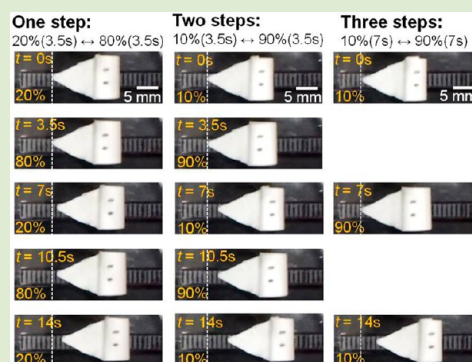 One step:
20%(3.5s) ↔ 80%(3.5s)
t = 0s
20%
5 mm
t = 3.5s
80%
t = 7s
20%
t = 10.5s
80%
t = 14s
20%
Two steps:
10%(3.5s) ↔ 90%(3.5s)
t = 0s
10%
5 mm
t = 3.5s
90%
t = 7s
10%
t = 10.5s
90%
t = 14s
10%
Three steps:
10%(7s) ↔ 90%(7s)
t = 0s
10%
5 mm
t = 7s
90%
t = 14s
10%